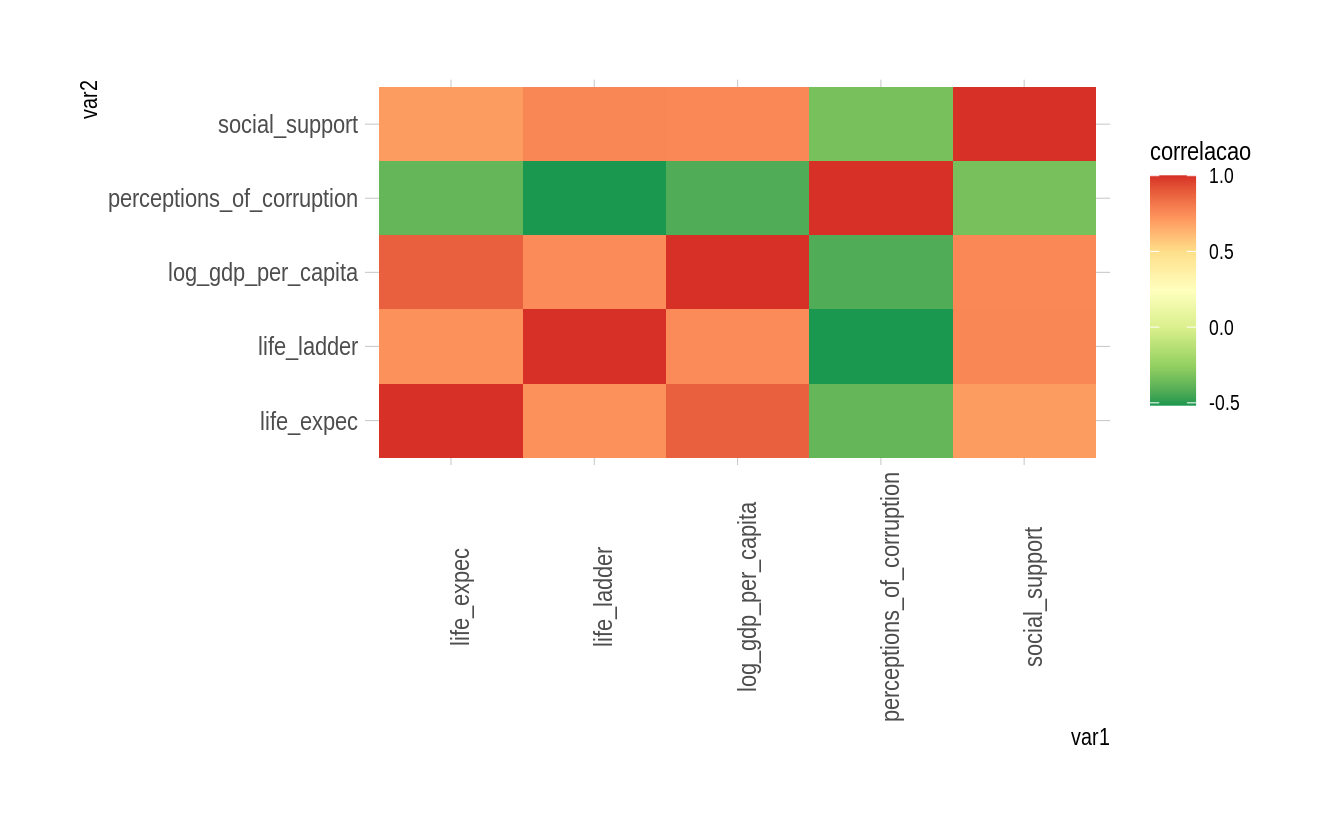 var2
social_support
perceptions_of_corruption
log_gdp_per_capita
life_ladder
life_expec
life_expec
life_ladder
log_gdp_per_capita
perceptions_of_corruption
social_support
var1
correlacao
1.0
0.5
0.0
-0.5